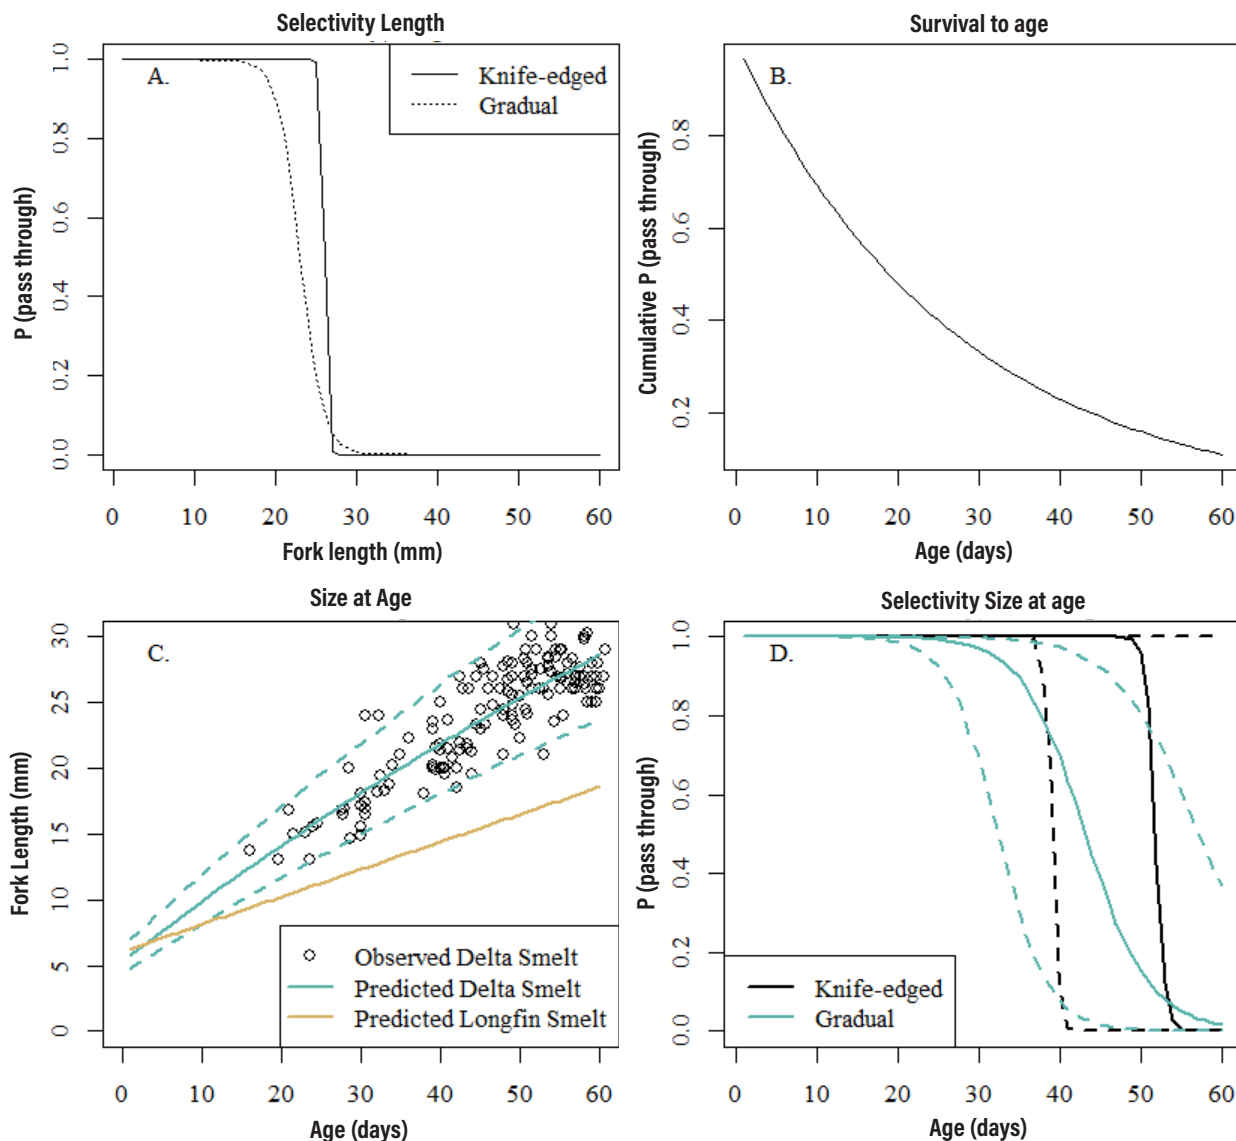 Selectivity Length
A.
Knife-edged
Gradual
P (pass through)
0.0 0.2 0.4 0.6 0.8 1.0
0 10 20 30 40 50 60
Fork length (mm)
Survival to age
B.
Cumulative P (pass through)
0.2 0.4 0.6 0.8
0 10 20 30 40 50 60
Age (days)
Size at Age
C.
Fork Length (mm)
0 5 10 15 20 25 30
Observed Delta Smelt
Predicted Delta Smelt
Predicted Longfin Smelt
0 10 20 30 40 50 60
Age (days)
Selectivity Size at age
D.
P (pass through)
0.0 0.2 0.4 0.6 0.8 1.0
Knife-edged
Gradual
0 10 20 30 40 50 60
Age (days)